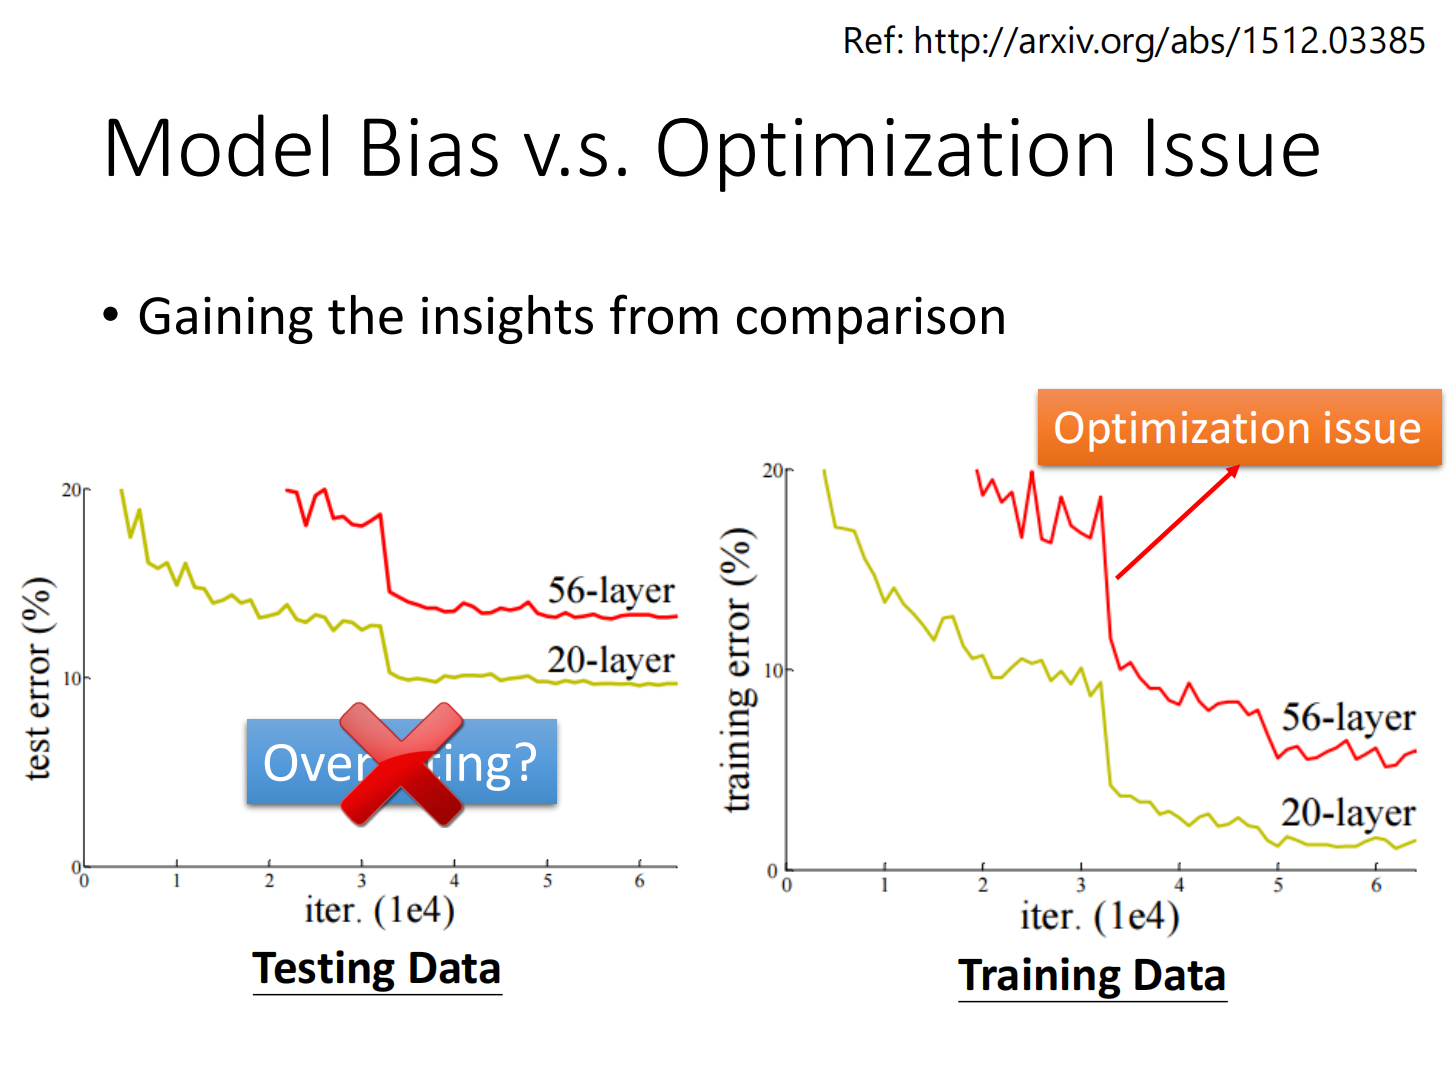 Ref: http://arxiv.org/abs/1512.03385
Model Bias v.s. Optimization Issue
• Gaining the insights from comparison
Optimization issue
20
10
0
test error (%)
56-layer
20-layer
0 1 2 3 4 5 6
iter. (1e4)
Testing Data
20
10
0
training error (%)
56-layer
20-layer
0 1 2 3 4 5 6
iter. (1e4)
Training Data